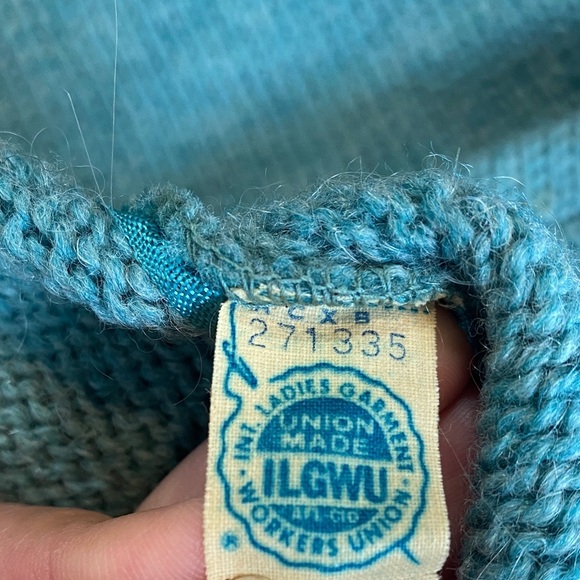 271335
INT. LADIES GARMENT
UNION
MADE
ILGWU
AFL-CIO
WORKERS UNION
®